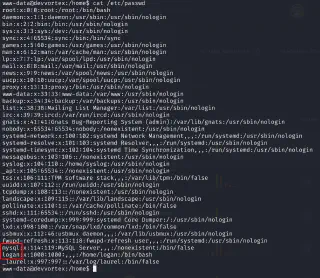 www-data@devvortex:/home$ cat /etc/passwd
root:x:0:0:root:/root:/bin/bash
daemon:x:1:1:daemon:/usr/sbin:/usr/sbin/nologin
bin:x:2:2:bin:/bin:/usr/sbin/nologin
sys:x:3:3:sys:/dev:/usr/sbin/nologin
sync:x:4:65534:sync:/bin:/bin/sync
games:x:5:60:games:/usr/games:/usr/sbin/nologin
man:x:6:12:man:/var/cache/man:/usr/sbin/nologin
lp:x:7:7:lp:/var/spool/lpd:/usr/sbin/nologin
mail:x:8:8:mail:/var/mail:/usr/sbin/nologin
news:x:9:9:news:/var/spool/news:/usr/sbin/nologin
uucp:x:10:10:uucp:/var/spool/uucp:/usr/sbin/nologin
proxy:x:13:13:proxy:/bin:/usr/sbin/nologin
www-data:x:33:33:www-data:/var/www:/usr/sbin/nologin
backup:x:34:34:backup:/var/backups:/usr/sbin/nologin
list:x:38:38:Mailing List Manager:/var/list:/usr/sbin/nologin
irc:x:39:39:ircd:/var/run/ircd:/usr/sbin/nologin
gnats:x:41:41:Gnats Bug-Reporting System (admin):/var/lib/gnats:/usr/sbin/nologin
nobody:x:65534:65534:nobody:/nonexistent:/usr/sbin/nologin
systemd-network:x:100:102:systemd Network Management,,,:/run/systemd:/usr/sbin/nologin
systemd-resolve:x:101:103:systemd Resolver,,,:/run/systemd:/usr/sbin/nologin
systemd-timesync:x:102:104:systemd Time Synchronization,,,:/run/systemd:/usr/sbin/nologin
messagebus:x:103:106::/nonexistent:/usr/sbin/nologin
syslog:x:104:110::/home/syslog:/usr/sbin/nologin
_apt:x:105:65534::/nonexistent:/usr/sbin/nologin
tss:x:106:111:TPM software stack,,,:/var/lib/tpm:/bin/false
uuidd:x:107:112::/run/uuidd:/usr/sbin/nologin
tcpdump:x:108:113::/nonexistent:/usr/sbin/nologin
landscape:x:109:115::/var/lib/landscape:/usr/sbin/nologin
pollinate:x:110:1::/var/cache/pollinate:/bin/false
sshd:x:111:65534::/run/sshd:/usr/sbin/nologin
systemd-coredump:x:999:999:systemd Core Dumper:/:/usr/sbin/nologin
lxd:x:998:100::/var/snap/lxd/common/lxd:/bin/false
usbmux:x:112:46:usbmux daemon,,,:/var/lib/usbmux:/usr/sbin/nologin
fwupd-refresh:x:113:118:fwupd-refresh user,,,:/run/systemd:/usr/sbin/nologin
mysql:x:114:119:MySQL Server,,,:/nonexistent:/bin/false
logan:x:1000:1000:,,,:/home/logan:/bin/bash
_laurel:x:997:997::/var/log/laurel:/bin/false
www-data@devvortex:/home$